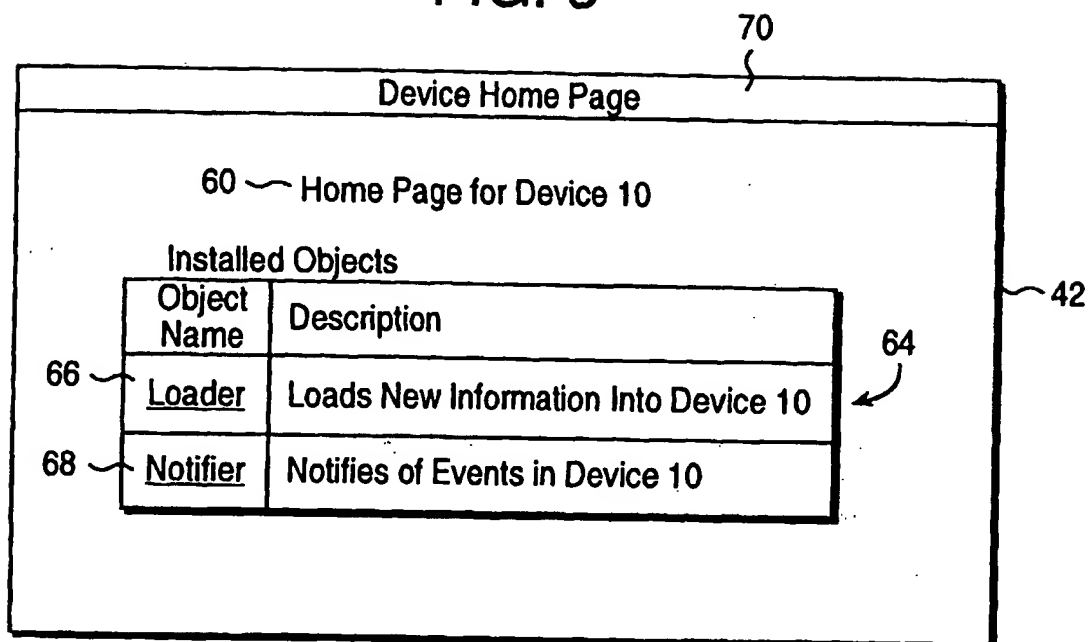 70
Device Home Page
60 Home Page for Device 10
Installed Objects
Object Name Description
64
42
66 Loader Loads New Information Into Device 10
68 Notifier Notifies of Events in Device 10